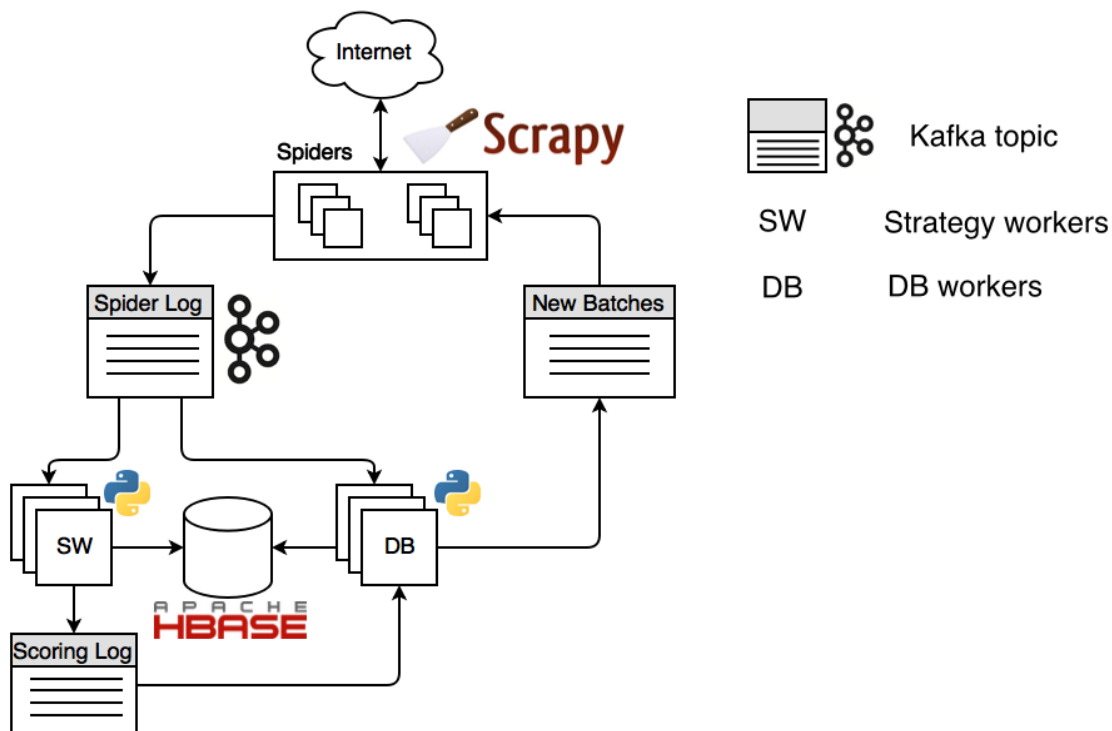 Internet
Scrapy
Spiders
Kafka topic
SW Strategy workers
DB DB workers
Spider Log
New Batches
SW
DB
APACHE
HBASE
Scoring Log